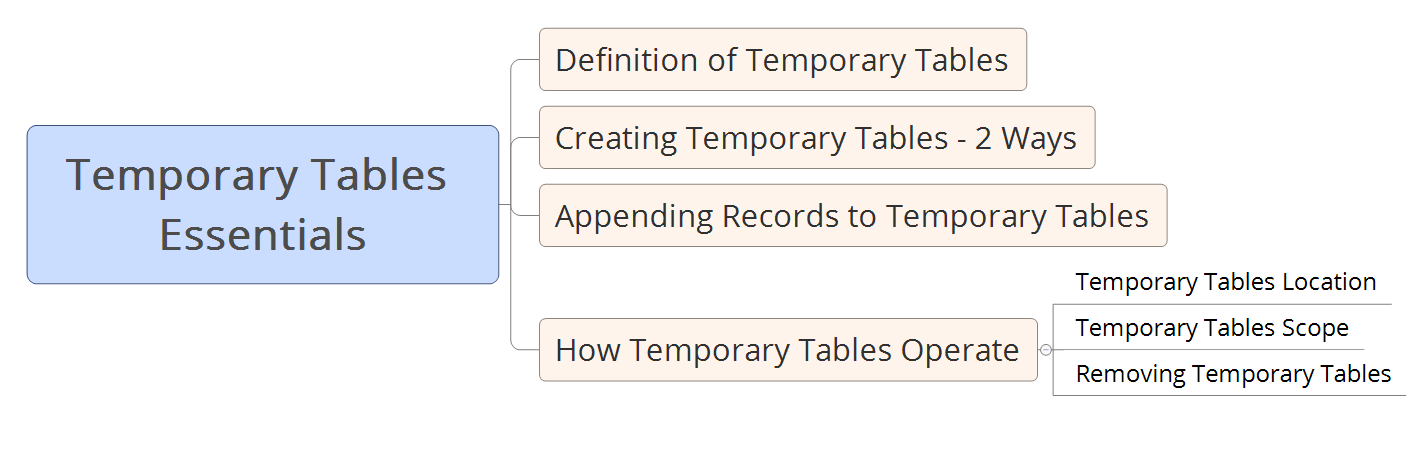 Temporary Tables
Essentials
Definition of Temporary Tables
Creating Temporary Tables - 2 Ways
Appending Records to Temporary Tables
How Temporary Tables Operate
Temporary Tables Location
Temporary Tables Scope
Removing Temporary Tables